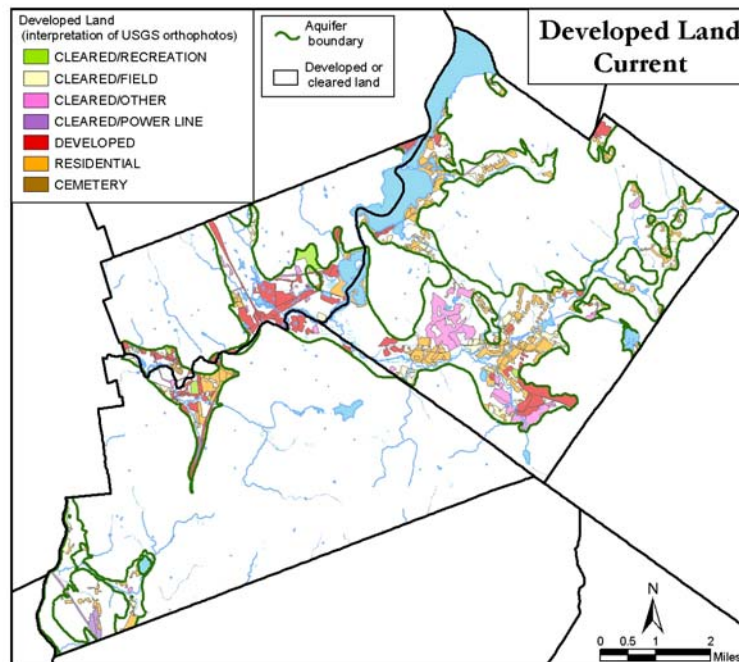 Developed Land
(interpretation of USGS orthophotos)
CLEARED/RECREATION
CLEARED/FIELD
CLEARED/OTHER
CLEARED/POWER LINE
DEVELOPED
RESIDENTIAL
CEMETERY
Aquifer
boundary
Developed or
cleared land
Developed Land
Current
N
0 0.5 1 2
Miles